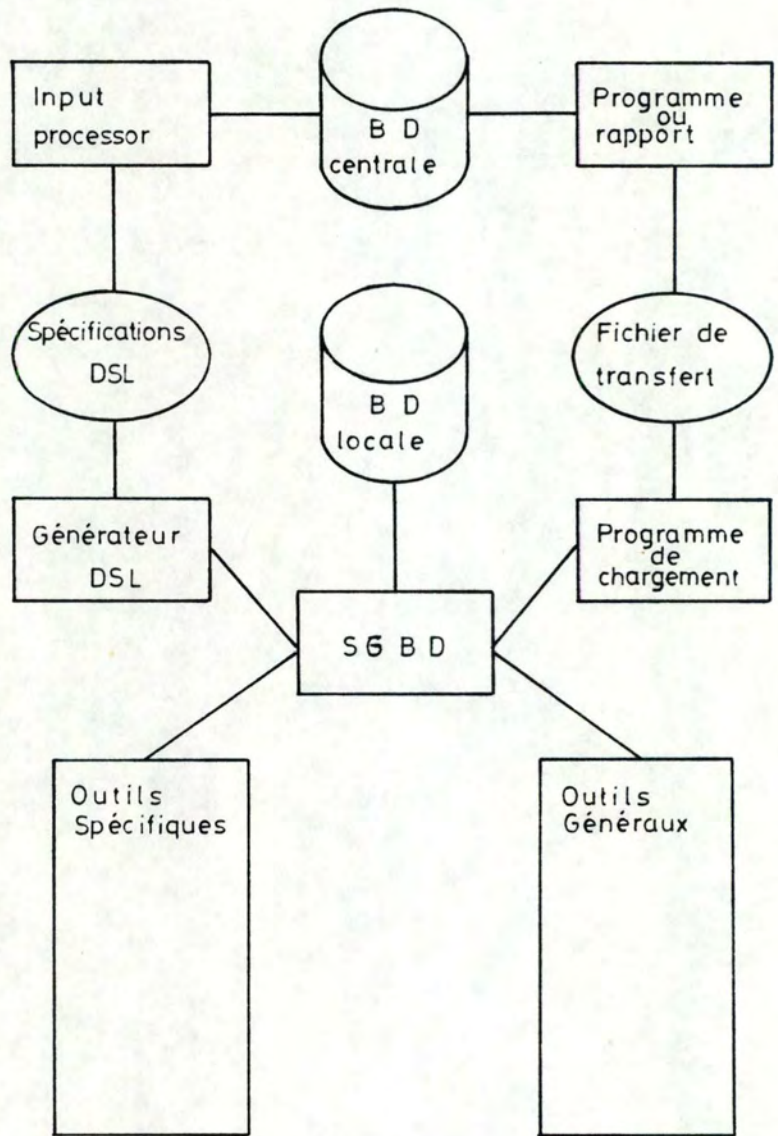 Input
processor
B D
centrale
Programme
ou
rapport
Spécifications
DSL
B D
locale
Fichier de
transfert
Générateur
DSL
SGBD
Programme
de
chargement
Outils
Spécifiques
Outils
Généraux